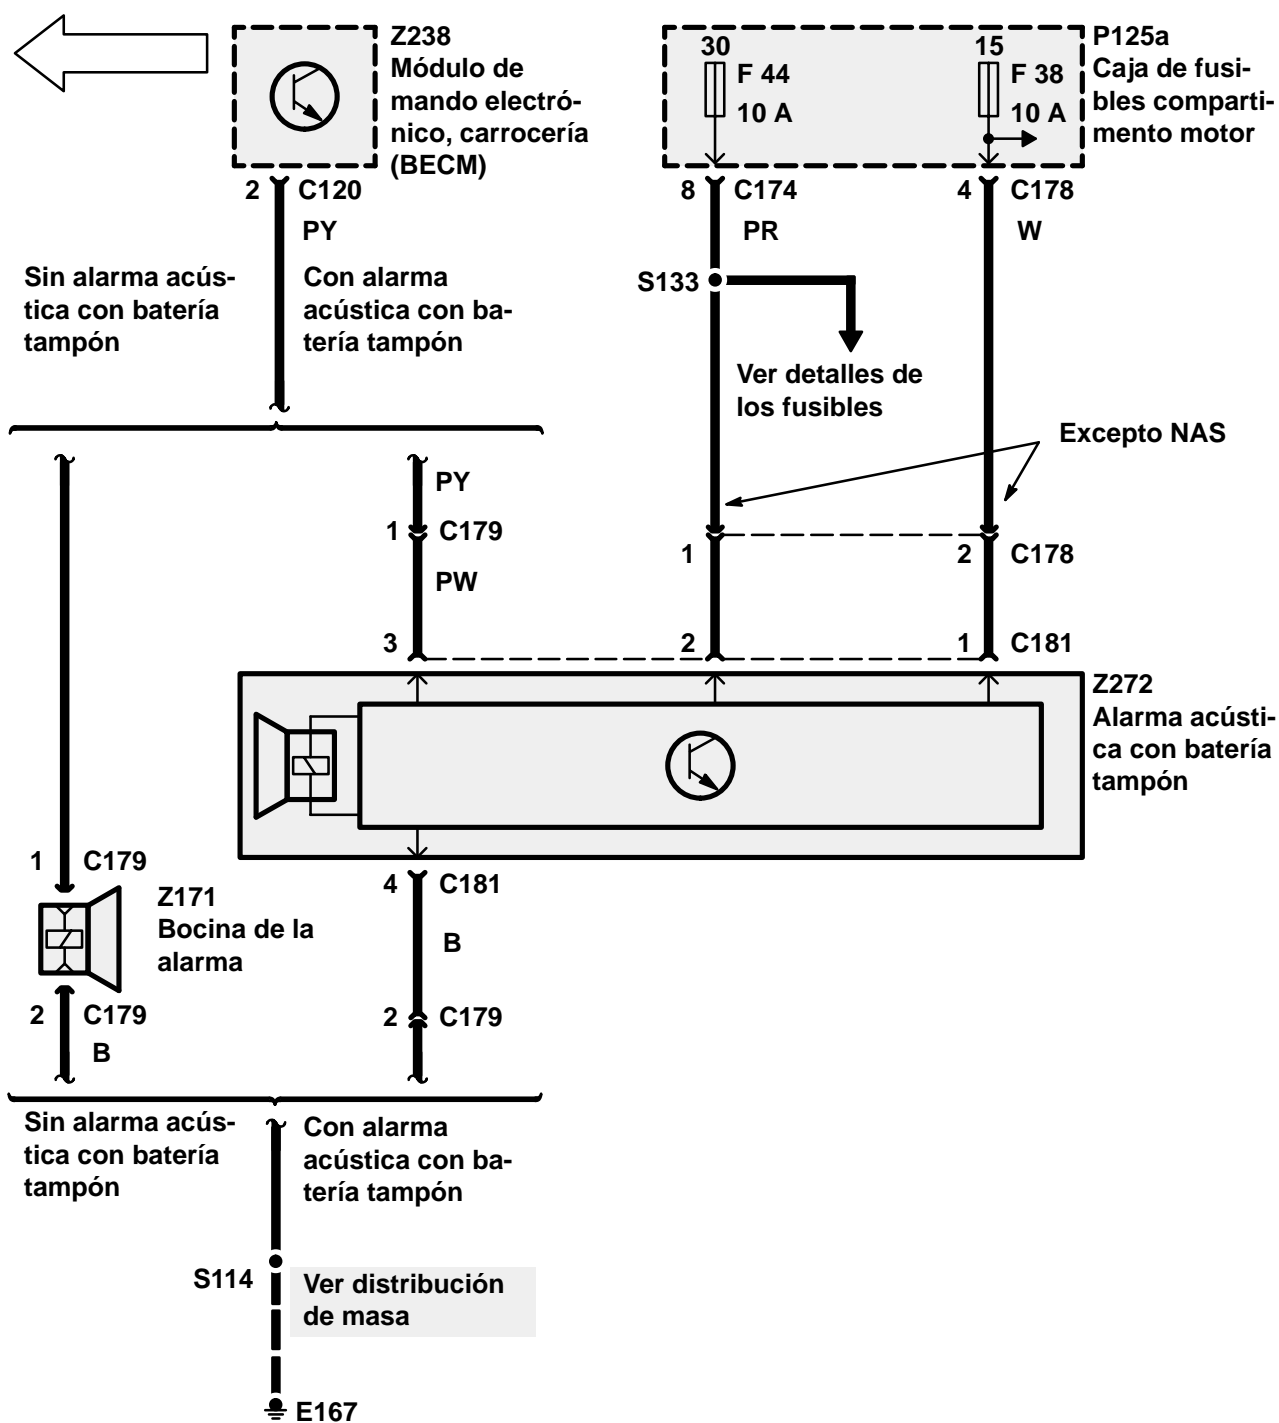 Z238
Módulo de
mando electró-
nico, carrocería
(BECM)
30
F 44
10 A
15
F 38
10 A
P125a
Caja de fusi-
bles comparti-
mento motor
2 C120
PY
8 C174
PR
4 C178
W
Sin alarma acús-
tica con batería
tampón
Con alarma
acústica con ba-
tería tampón
S133
Ver detalles de
los fusibles
Excepto NAS
PY
1 C179
PW
1
2 C178
3
2
1 C181
Z272
Alarma acústi-
ca con batería
tampón
1 C179
Z171
Bocina de la
alarma
2 C179
B
4 C181
B
2 C179
Sin alarma acús-
tica con batería
tampón
Con alarma
acústica con ba-
tería tampón
S114
Ver distribución
de masa
E167